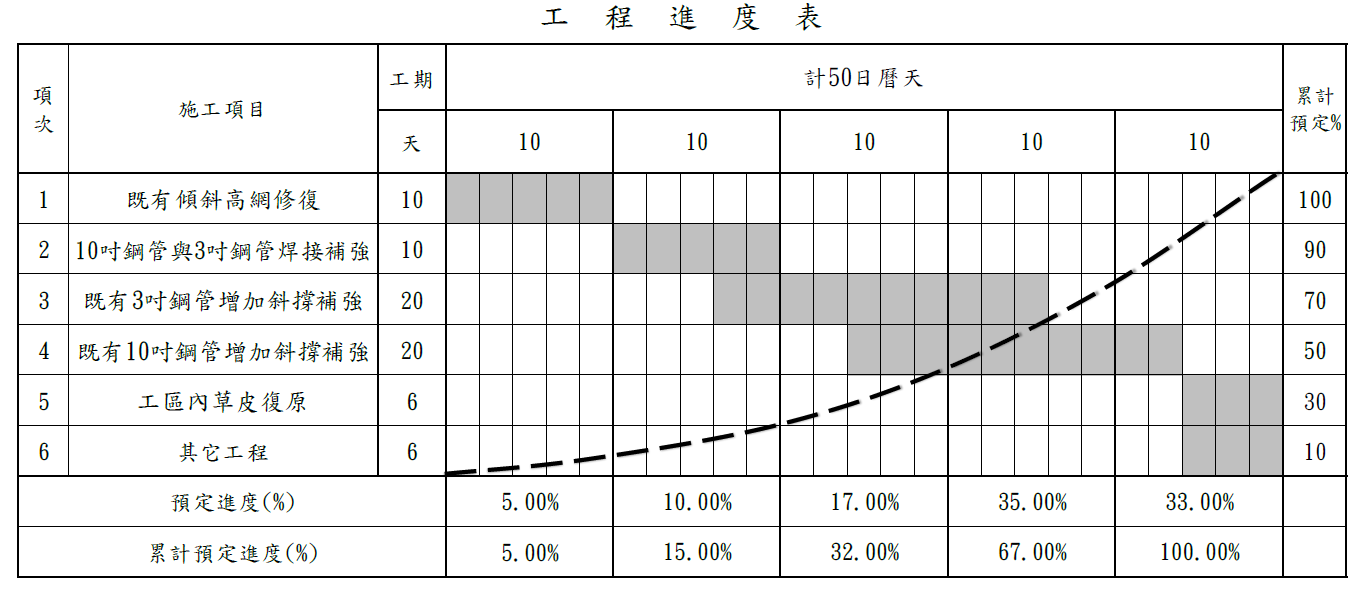 工程進度表
項次 施工項目 工期 計50日曆天 累計預定%
天 10 10 10 10 10
1 既有傾斜高網修復 10 100
2 10吋鋼管與3吋鋼管焊接補強 10 90
3 既有3吋鋼管增加斜撐補強 20 70
4 既有10吋鋼管增加斜撐補強 20 50
5 工區內草皮復原 6 30
6 其它工程 6 10
預定進度(%) 5.00% 10.00% 17.00% 35.00% 33.00%
累計預定進度(%) 5.00% 15.00% 32.00% 67.00% 100.00%